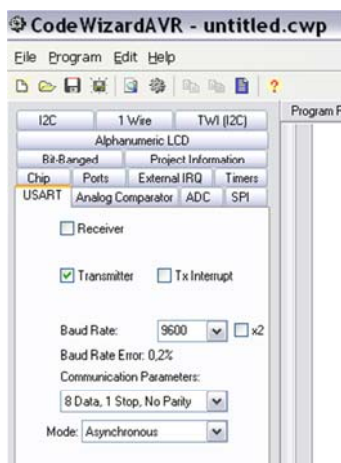 CodeWizardAVR - untitled.cwp
File Program Edit Help
I2C 1 Wire TWI (I2C)
Alphanumeric LCD
Bit-Banged Project Information
Chip Ports External IRQ Timers
USART Analog Comparator ADC SPI
Program
Receiver
Transmitter Tx Interrupt
Baud Rate: 9600 x2
Baud Rate Error: 0,2%
Communication Parameters:
8 Data, 1 Stop, No Parity
Mode: Asynchronous